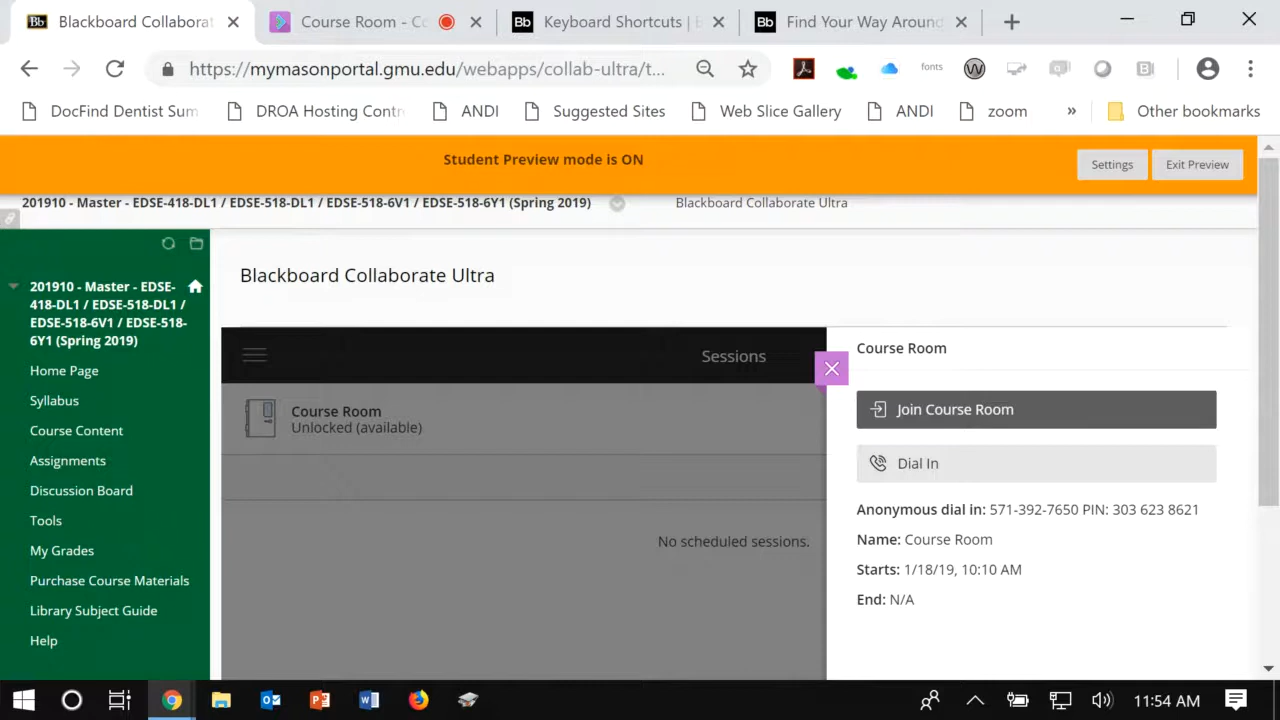 Blackboard Collaborat
Course Room - Co
Keyboard Shortcuts | B
Find Your Way Around
https://mymasonportal.gmu.edu/webapps/collab-ultra/t...
fonts
DocFind Dentist Sum
DROA Hosting Contr
ANDI
Suggested Sites
Web Slice Gallery
ANDI
zoom
»
Other bookmarks
Student Preview mode is ON
Settings
Exit Preview
201910 - Master - EDSE-418-DL1 / EDSE-518-DL1 / EDSE-518-6V1 / EDSE-518-6Y1 (Spring 2019)
Blackboard Collaborate Ultra
201910 - Master - EDSE-
418-DL1 / EDSE-518-DL1 /
EDSE-518-6V1 / EDSE-518-
6Y1 (Spring 2019)
Home Page
Syllabus
Course Content
Assignments
Discussion Board
Tools
My Grades
Purchase Course Materials
Library Subject Guide
Help
Blackboard Collaborate Ultra
Sessions
Course Room
Unlocked (available)
No scheduled sessions.
Course Room
Join Course Room
Dial In
Anonymous dial in: 571-392-7650 PIN: 303 623 8621
Name: Course Room
Starts: 1/18/19, 10:10 AM
End: N/A
11:54 AM